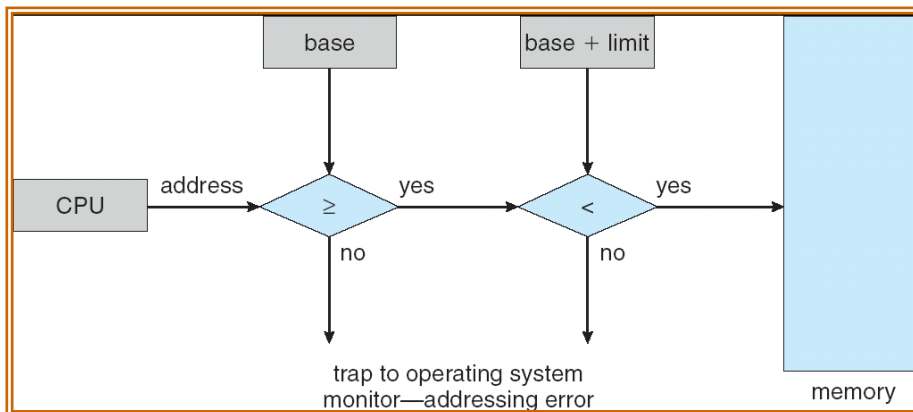 base
base + limit
CPU
address
≥
yes
<
yes
no
no
trap to operating system
monitor—addressing error
memory